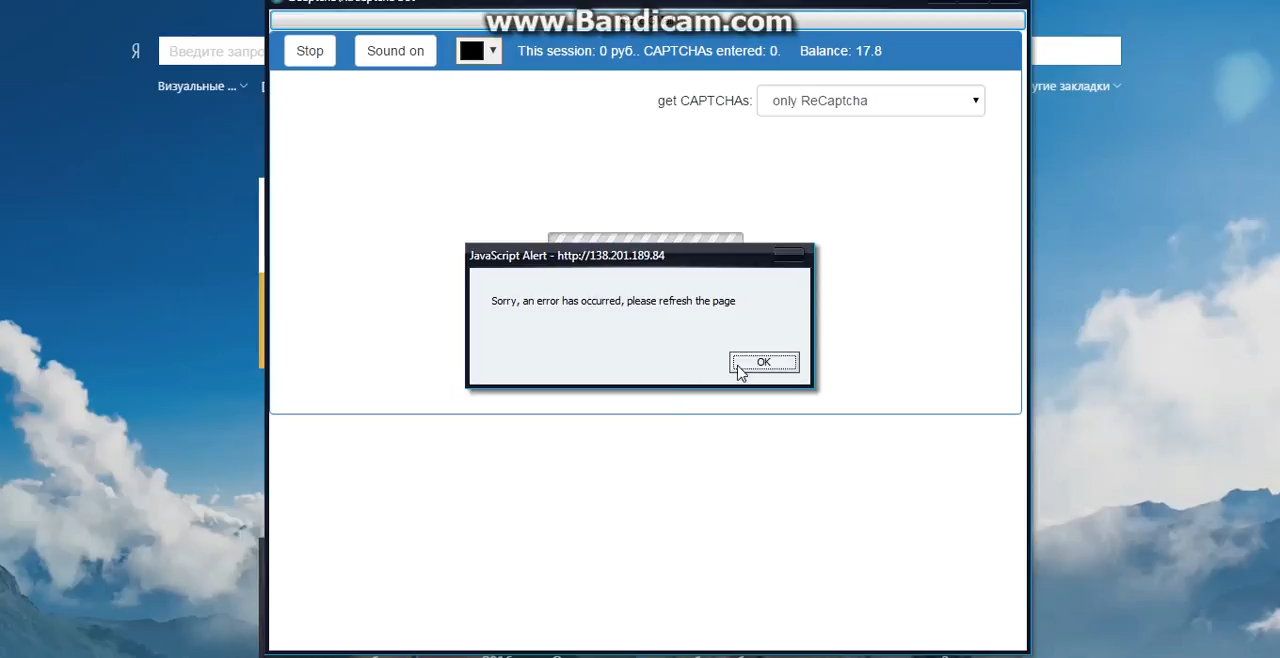 www.Bandicam.com
Я
Введите запро
Stop
Sound on
This session: 0 руб.. CAPTCHAs entered: 0.
Balance: 17.8
Визуальные ...
закладки
get CAPTCHAs:
only ReCaptcha
JavaScript Alert - http://138.201.189.84
Sorry, an error has occurred, please refresh the page
OK